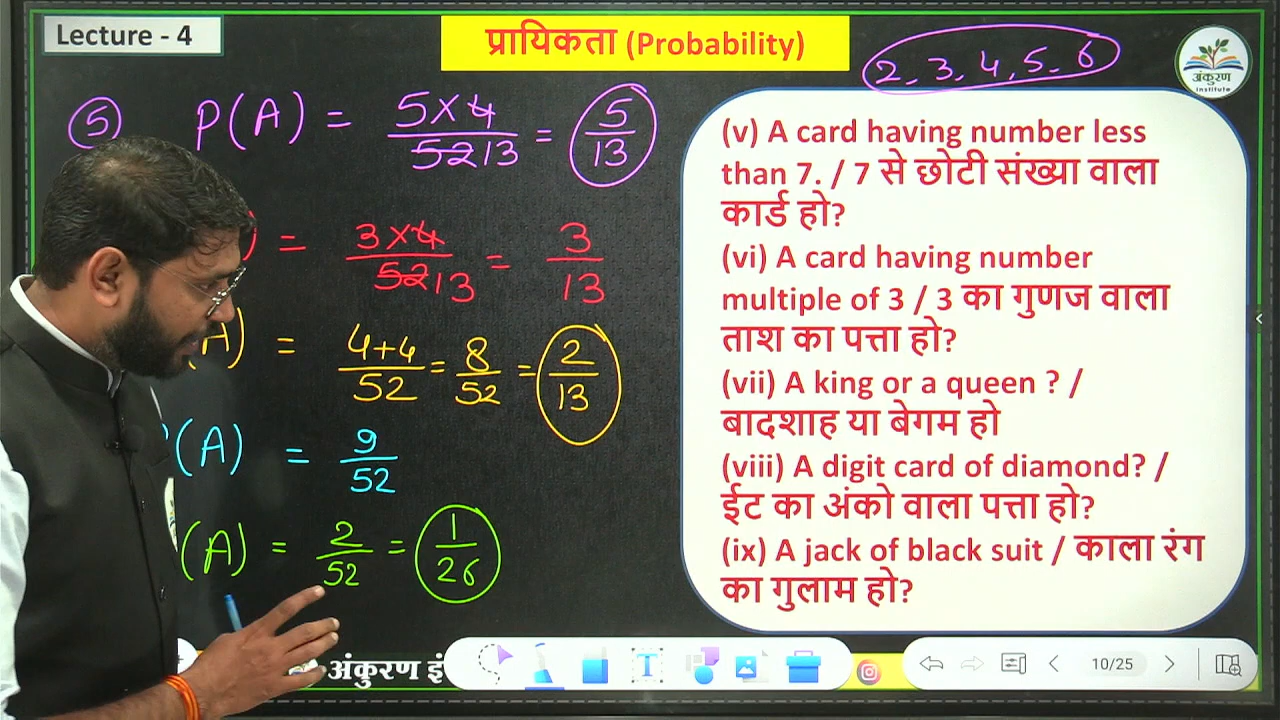 Lecture - 4
प्रायिकता (Probability)
2, 3, 4, 5, 6
अंकुरण
Institute
(5) P(A) = 5×4/52 13 = 5/13
) = 3×4/52 13 = 3/13
A) = 4+4/52 = 8/52 = 2/13
(A) = 9/52
(A) = 2/52 = 1/26
(v) A card having number less
than 7. / 7 से छोटी संख्या वाला
कार्ड हो?
(vi) A card having number
multiple of 3 / 3 का गुणज वाला
ताश का पत्ता हो?
(vii) A king or a queen ? /
बादशाह या बेगम हो
(viii) A digit card of diamond? /
ईट का अंको वाला पत्ता हो?
(ix) A jack of black suit / काला रंग
का गुलाम हो?
अंकुरण इं
T
10/25